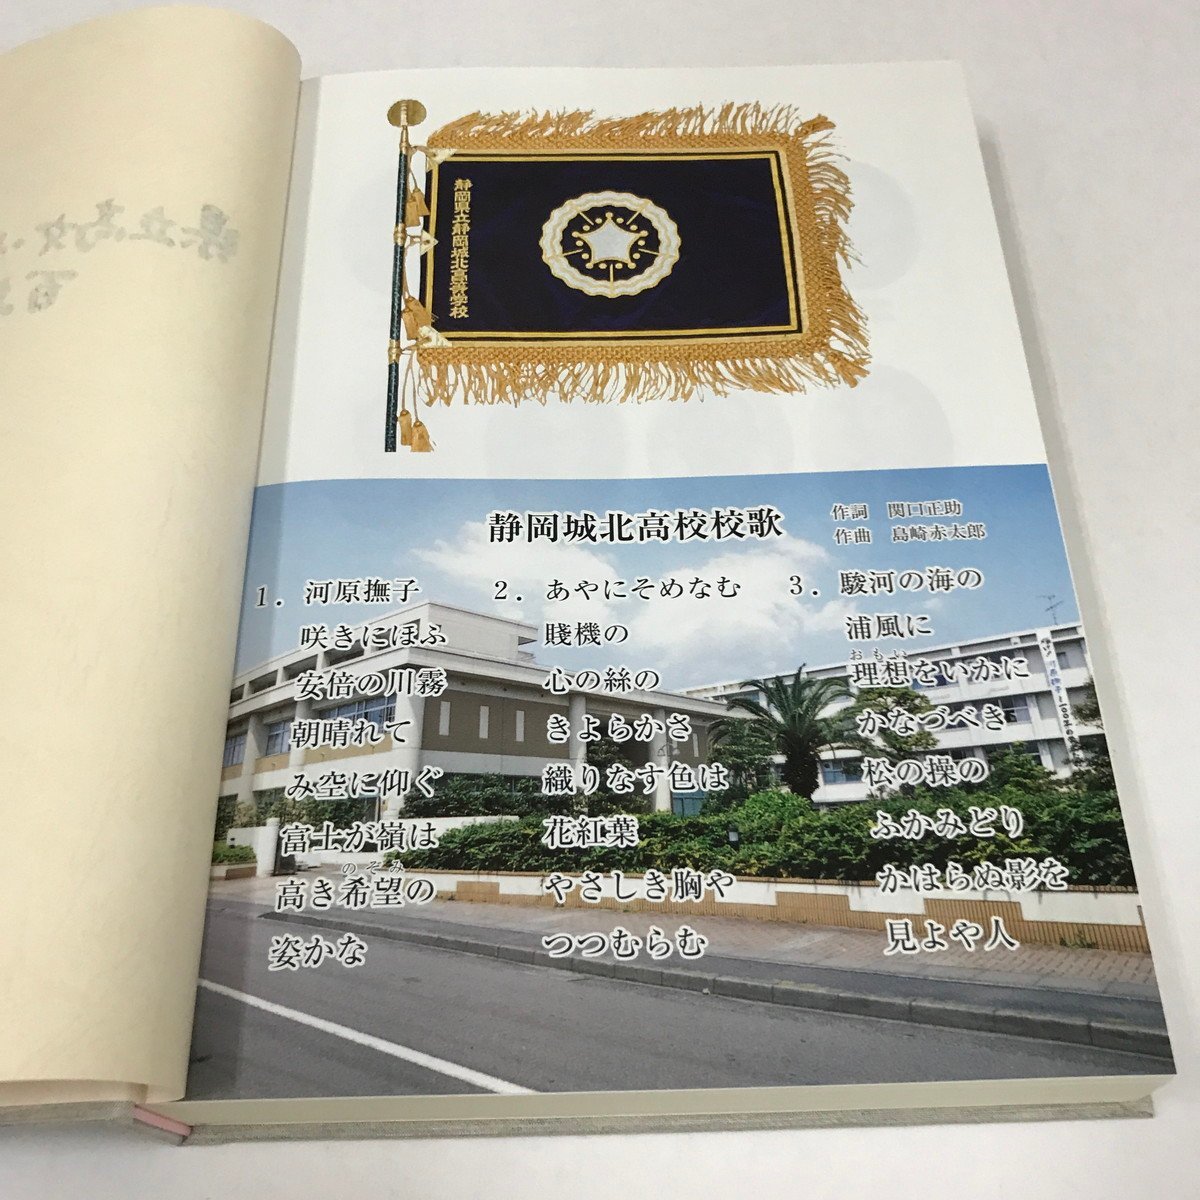 静岡県立静岡城北高等学校
静岡城北高校校歌
作詞 関口正助
作曲 島崎赤太郎
1. 河原撫子
咲きにほふ
安倍の川霧
朝晴れて
み空に仰ぐ
富士が嶺は
のぞみ
高き希望の
姿かな
2. あやにそめなむ
賤機の
心の絲の
きよらかさ
織りなす色は
花紅葉
やさしき胸や
つつむらむ
3. 駿河の海の
浦風に
おもい
理想をいかに
かなづべき
松の操の
ふかみどり
かはらぬ影を
見よや人